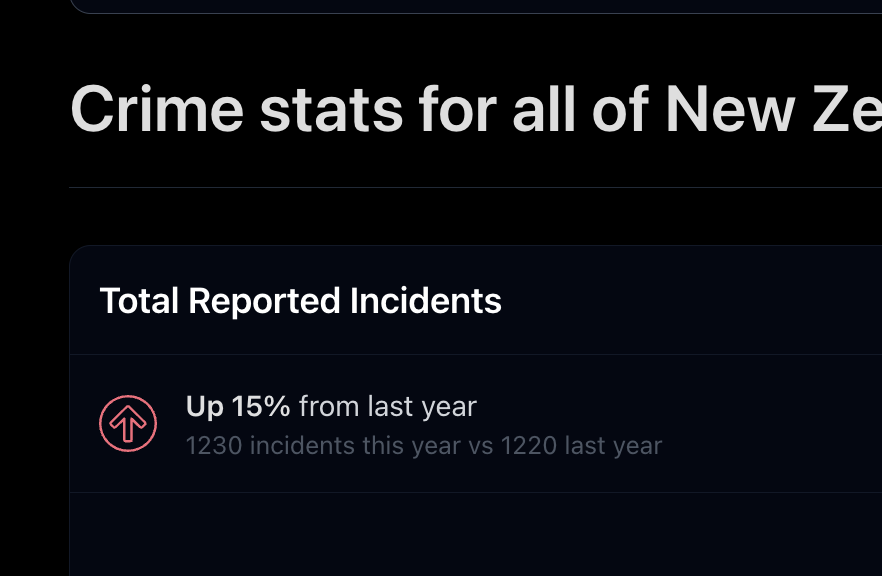 Crime stats for all of New Ze
Total Reported Incidents
Up 15% from last year
1230 incidents this year vs 1220 last year